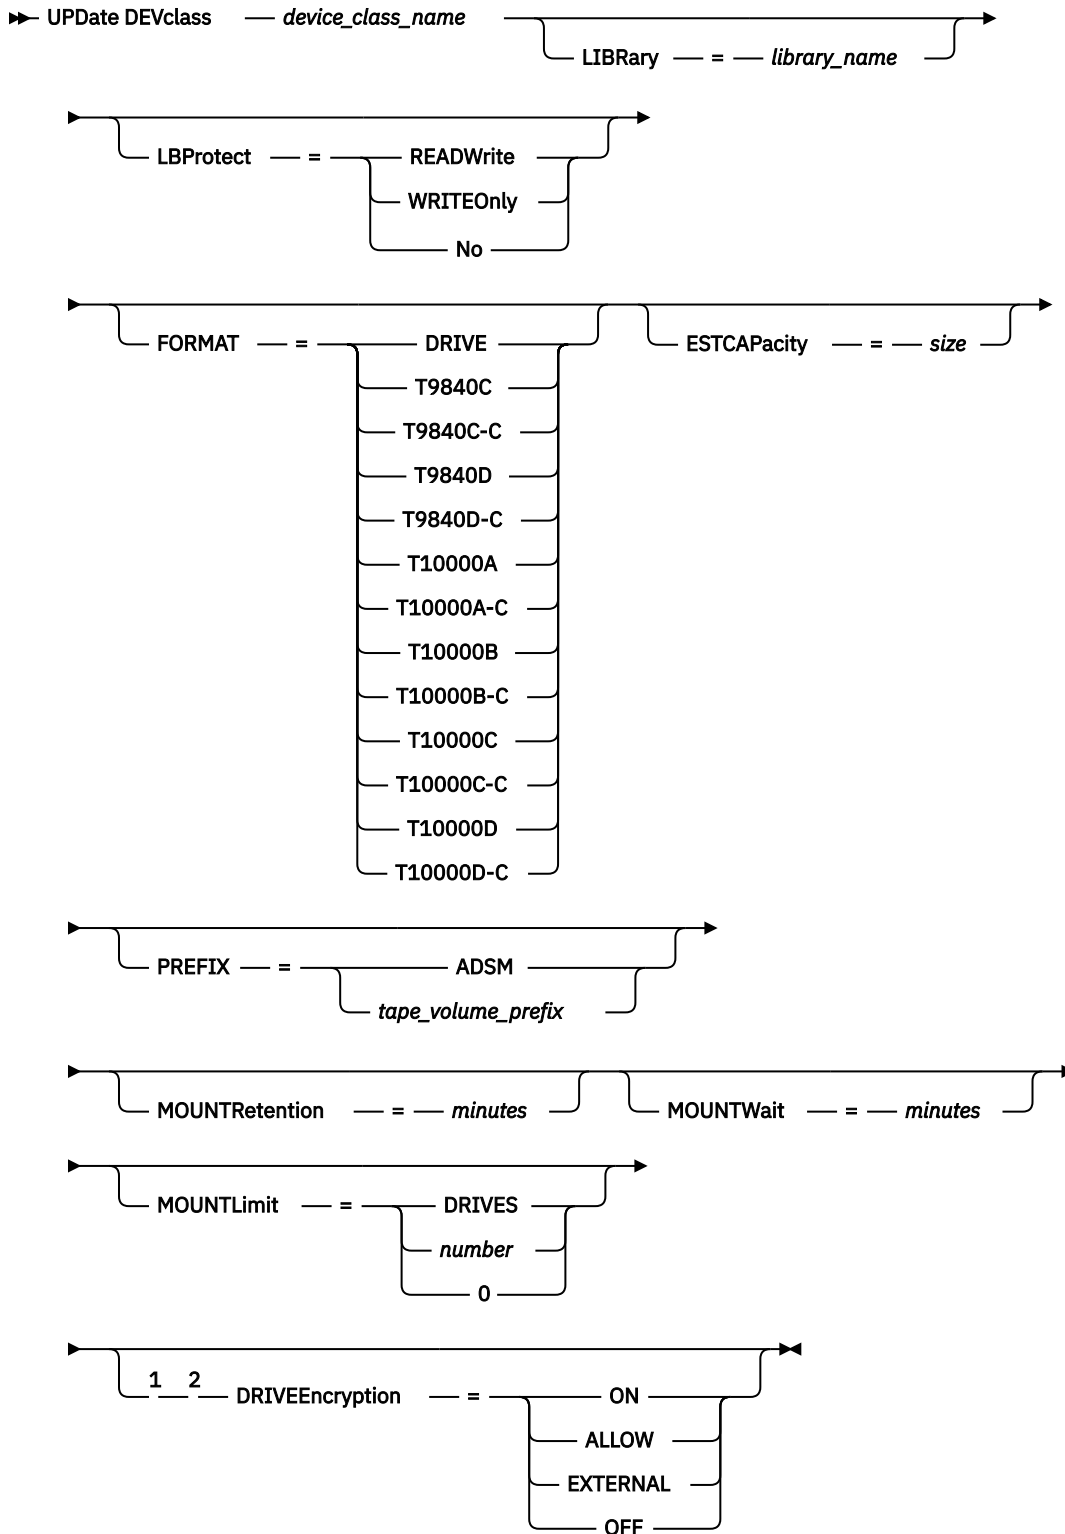 UPDate DEVclass device_class_name
LIBRary = library_name
LBProtect = READWrite
WRITEOnly
No
FORMAT = DRIVE ESTCAPacity = size
T9840C
T9840C-C
T9840D
T9840D-C
T10000A
T10000A-C
T10000B
T10000B-C
T10000C
T10000C-C
T10000D
T10000D-C
PREFIX = ADSM
tape_volume_prefix
MOUNTRetention = minutes MOUNTWait = minutes
MOUNTLimit = DRIVES
number
0
1 2
DRIVEEncryption = ON
ALLOW
EXTERNAL
OFF